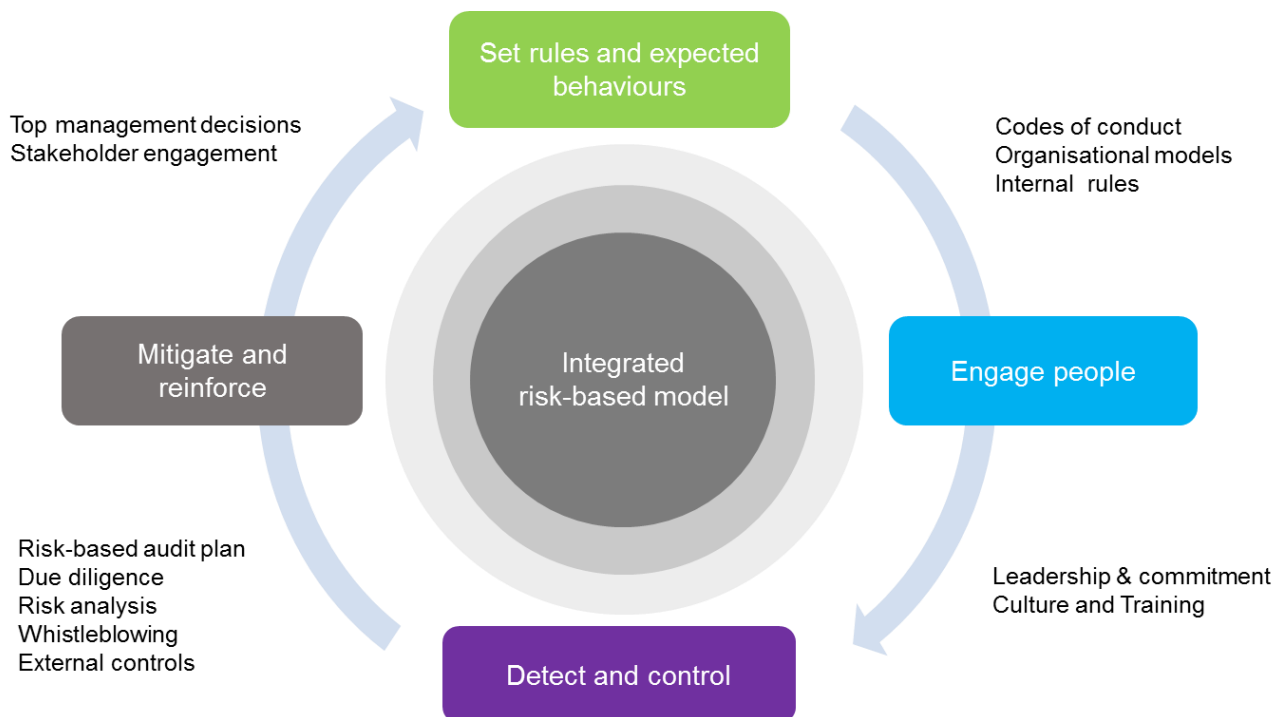 Set rules and expected
behaviours
Top management decisions
Stakeholder engagement
Codes of conduct
Organisational models
Internal rules
Mitigate and
reinforce
Integrated
risk-based model
Engage people
Risk-based audit plan
Due diligence
Risk analysis
Whistleblowing
External controls
Leadership & commitment
Culture and Training
Detect and control